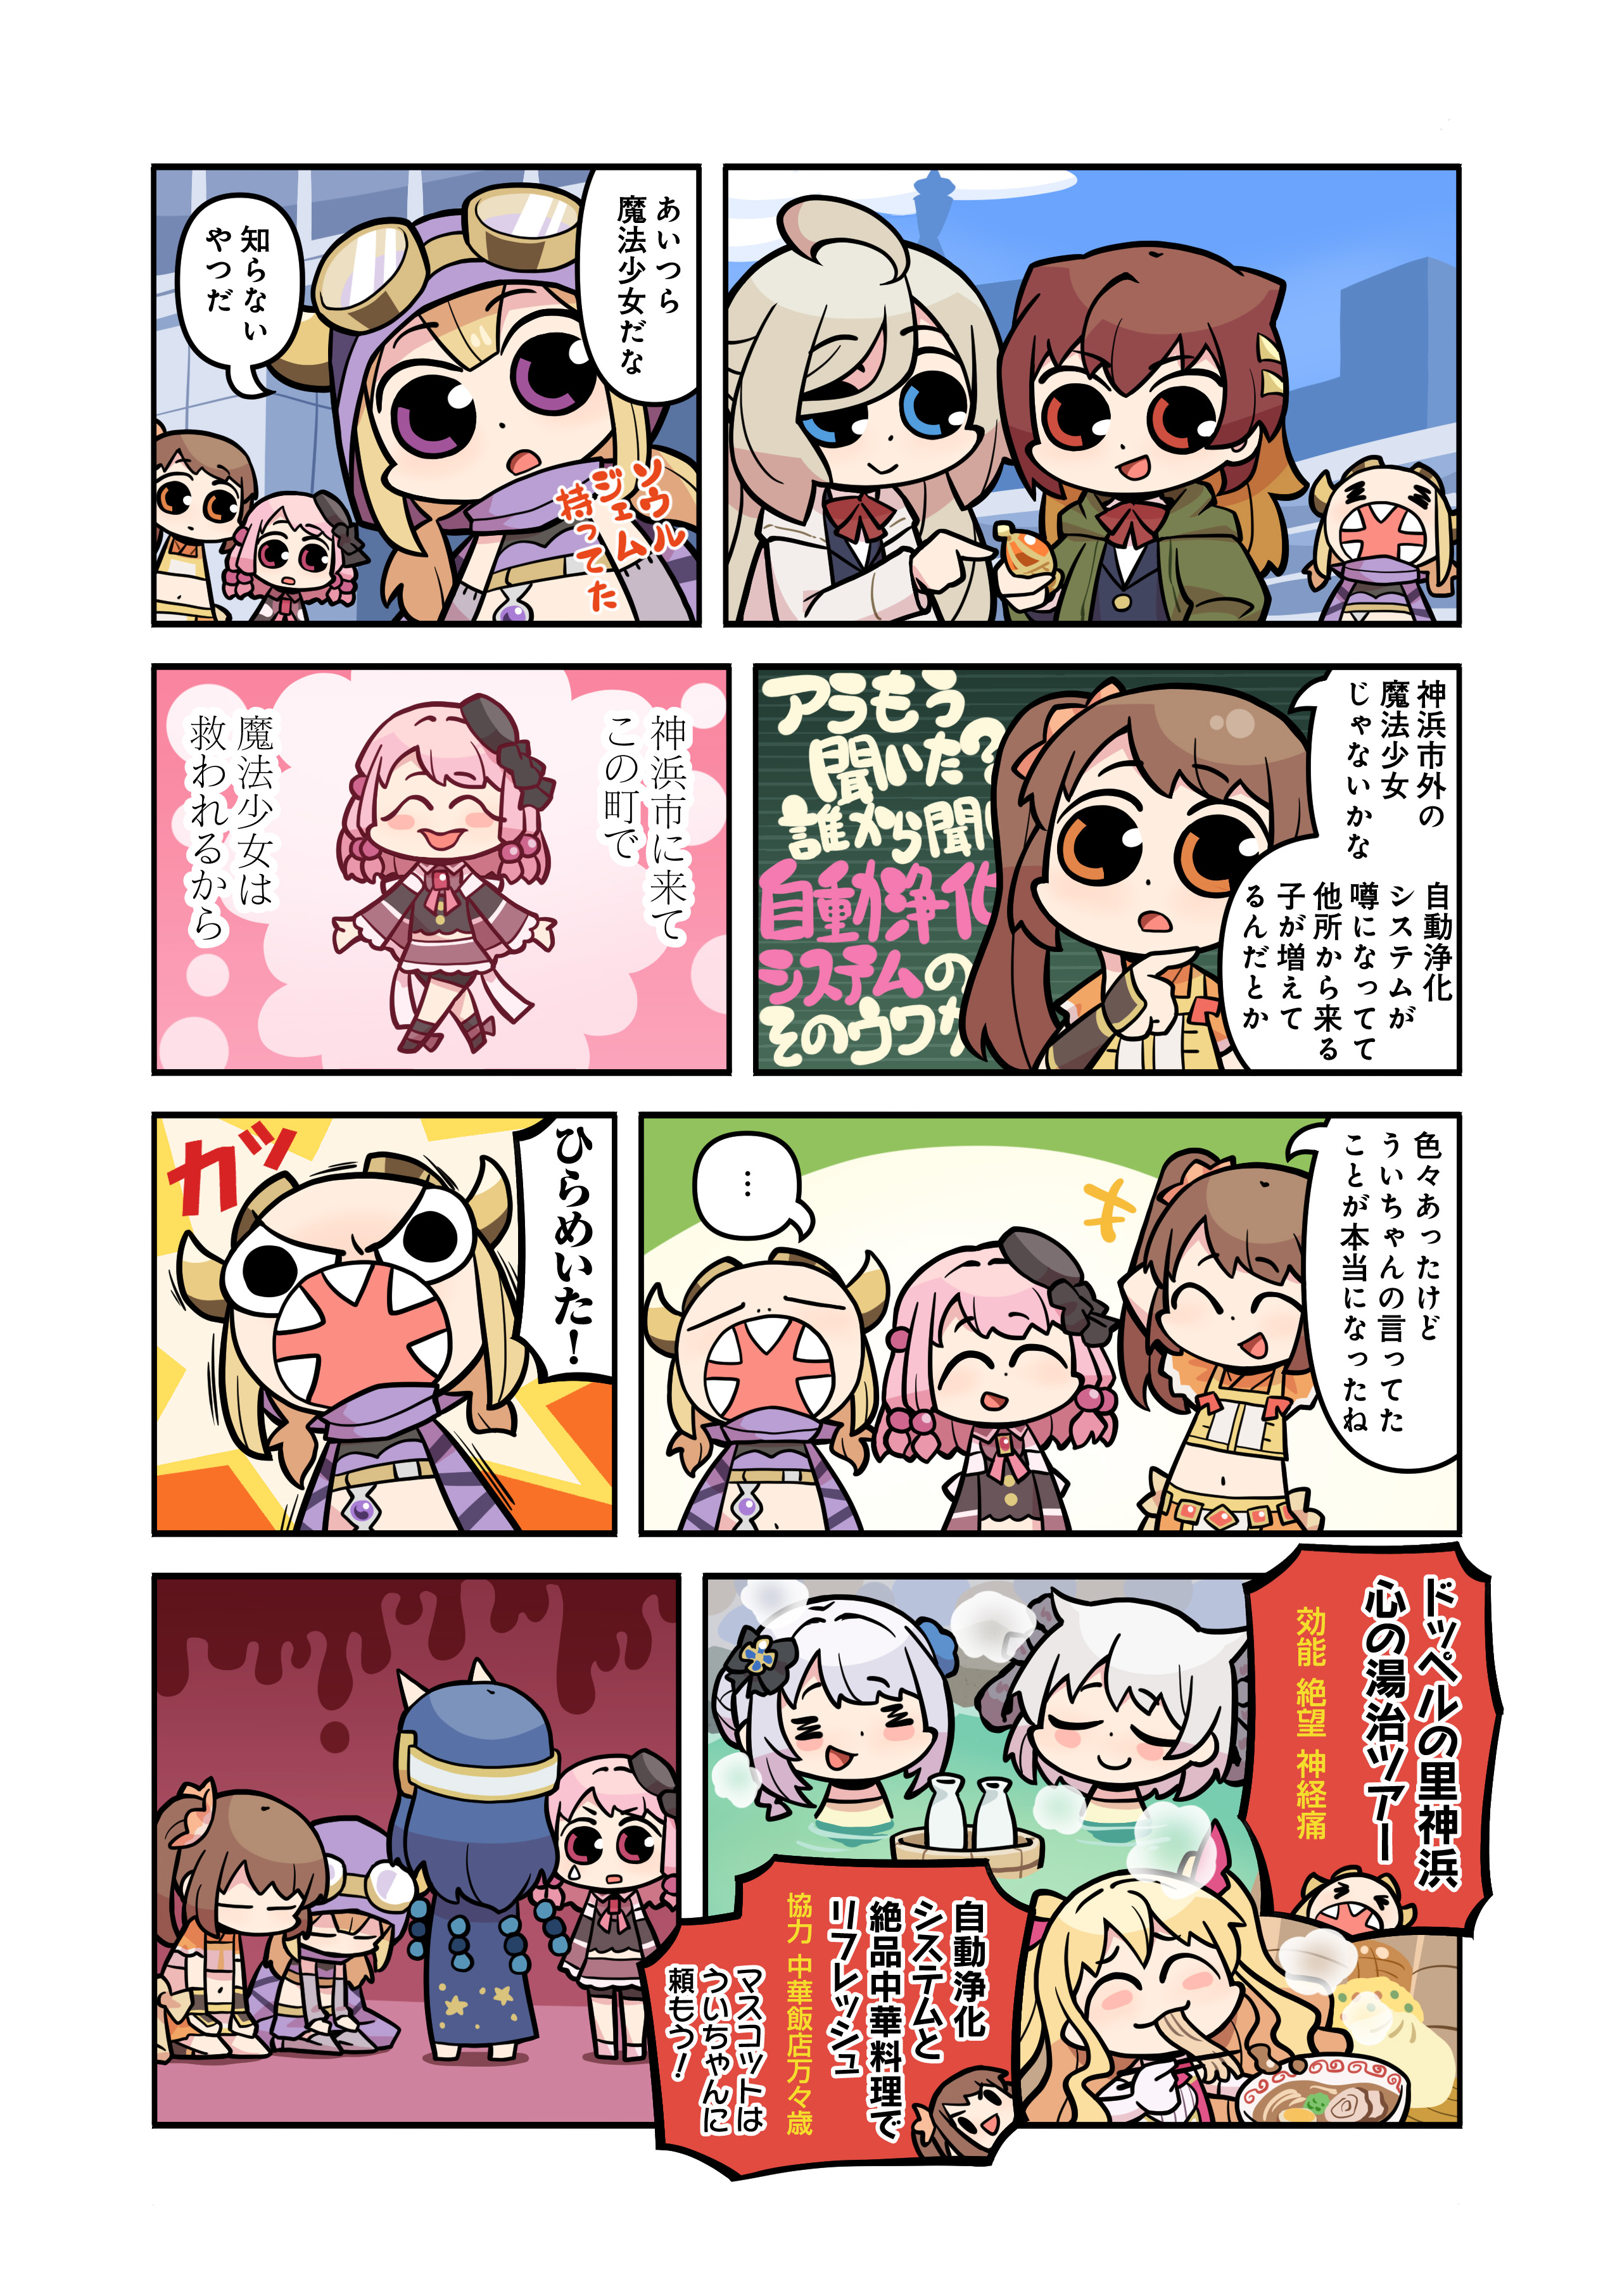 あいつら
魔法少女だな
ソウル
ジェム
持ってた
知らない
やつだ
神浜市外の
魔法少女
じゃないかな
自動浄化
システムが
噂になってて
他所から来る
子が増えて
るんだとか
アラもう
聞いた?
誰から聞
自動浄化
システムの
そのウワ
神浜市に来て
この町で
魔法少女は
救われるから
色々あったけど
ういちゃんの言ってた
ことが本当になったね
…
ひらめいた!
ガッ
ドッペルの里神浜
心の湯治ツアー
効能 絶望 神経痛
自動浄化
システムと
絶品中華料理で
リフレッシュ
協力 中華飯店万々歳
マスコットは
ういちゃんに
頼もう!